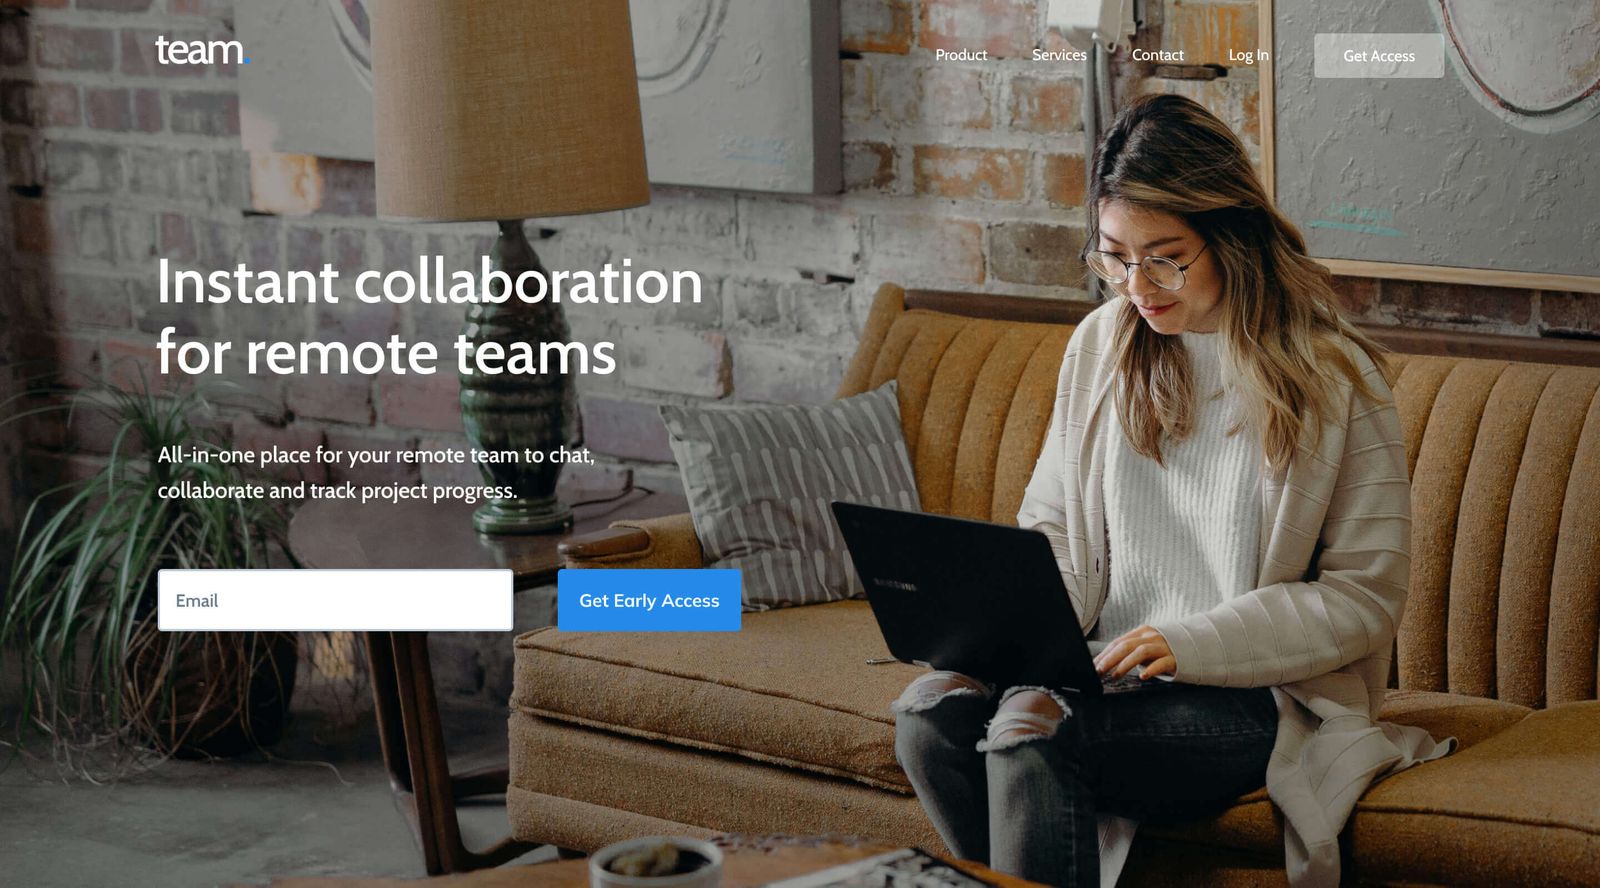 team.
Product Services Contact Log In Get Access
Instant collaboration
for remote teams
All-in-one place for your remote team to chat,
collaborate and track project progress.
Email
Get Early Access
SAMSUNG